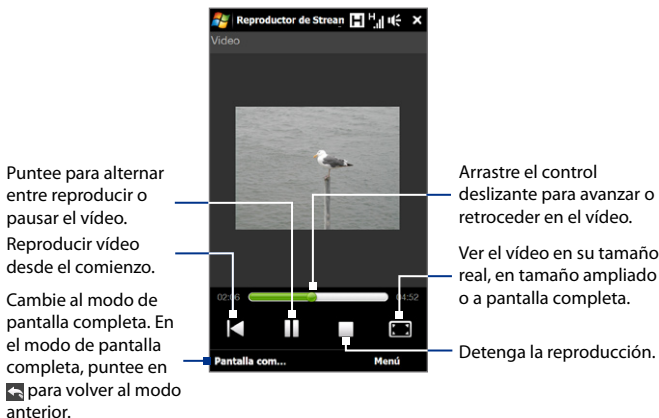 Reproductor de Strean
Video
Puntee para alternar
entre reproducir o
pausar el vídeo.
Reproducir vídeo
desde el comienzo.
Cambie al modo de
pantalla completa. En
el modo de pantalla
completa, puntee en
para volver al modo
anterior.
Arrastre el control
deslizante para avanzar o
retroceder en el vídeo.
Ver el vídeo en su tamaño
real, en tamaño ampliado
o a pantalla completa.
Detenga la reproducción.
02:06
04:52
Pantalla com...
Menú